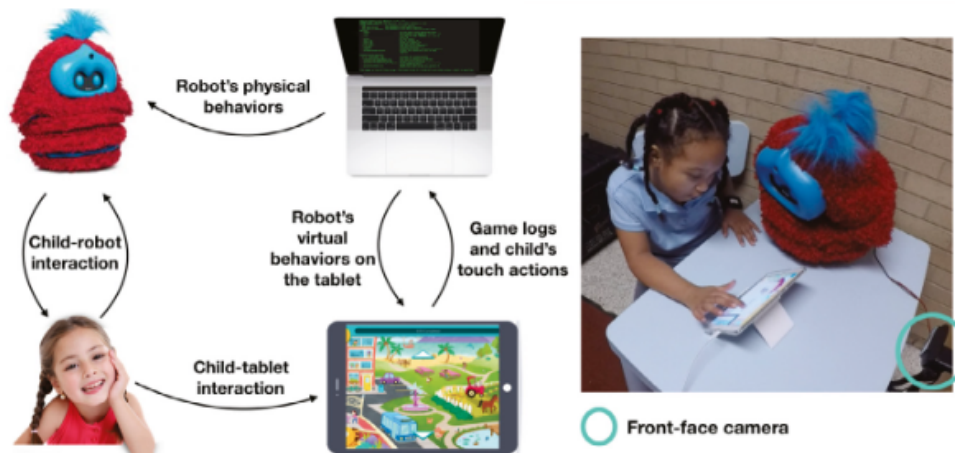 Robot's physical
behaviors
Child-robot
interaction
Robot's
virtual
behaviors on
the tablet
Game logs
and child's
touch actions
Child-tablet
interaction
Front-face camera